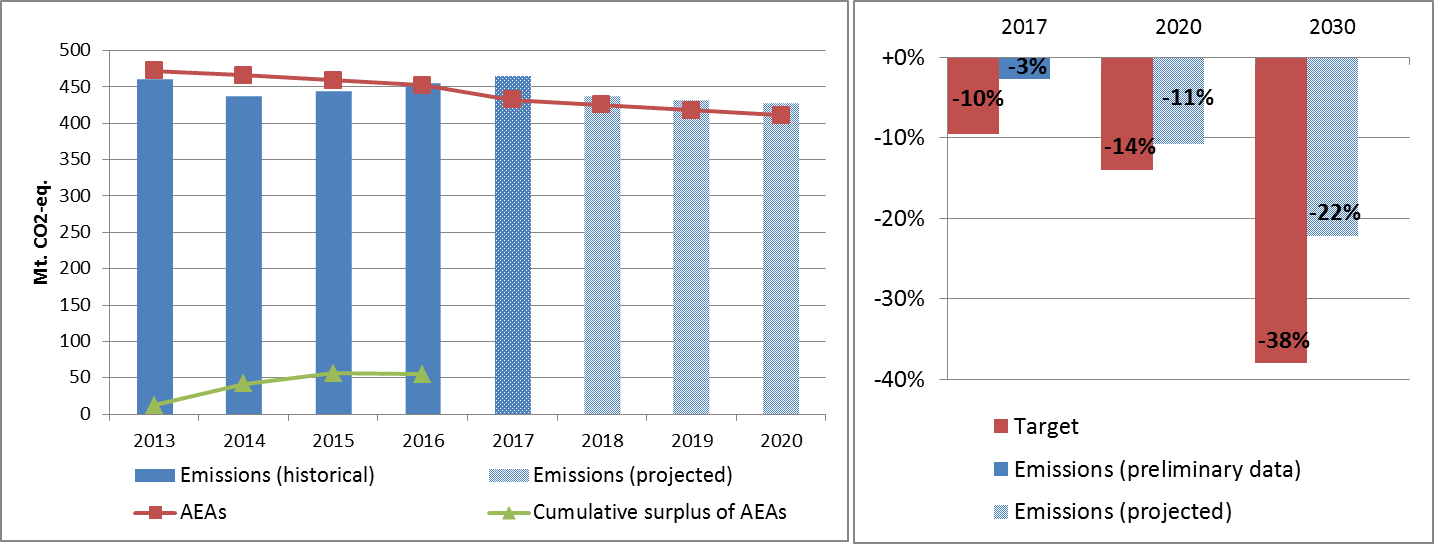 500
450
400
350
300
250
200
150
100
50
0
Mt. CO2-eq.
2013 2014 2015 2016 2017 2018 2019 2020
Emissions (historical) Emissions (projected)
AEAs Cumulative surplus of AEAs
2017 2020 2030
+0%
-10%
-20%
-30%
-40%
-10% -3%
-14% -11%
-38% -22%
Target
Emissions (preliminary data)
Emissions (projected)